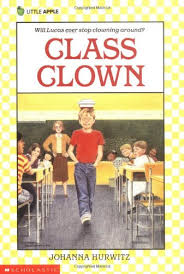 LITTLE APPLE
Will Lucas ever stop clowning around?
CLASS
CLOWN
JOHANNA HURWITZ
SCHOLASTIC